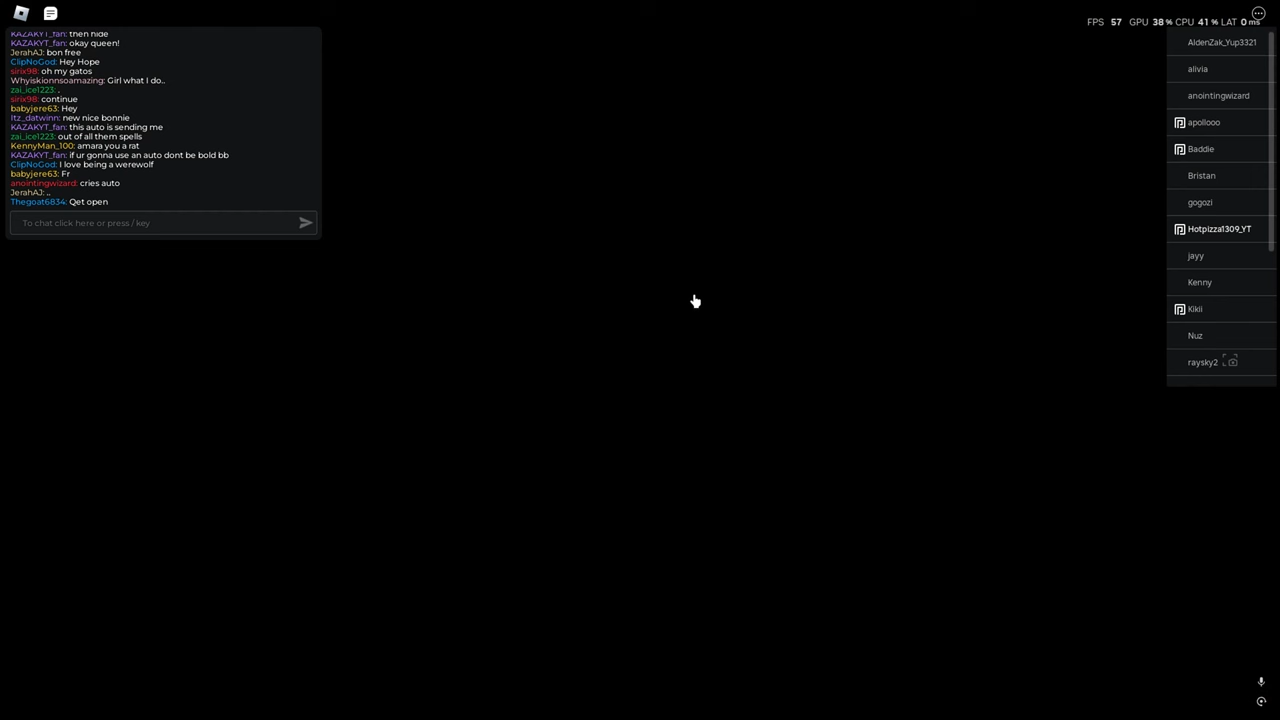 FPS 57 GPU 38 % CPU 41 % LAT 0 ms
KAZAKYT_fan: then hide
KAZAKYT_fan: okay queen!
JerahAJ: bon free
ClipNoGod: Hey Hope
sirix98: oh my gatos
Whyiskionnsoamazing: Girl what I do..
zai_ice1223: .
sirix98: continue
babyjere63: Hey
Itz_datwinn: new nice bonnie
KAZAKYT_fan: this auto is sending me
zai_ice1223: out of all them spells
KennyMan_100: amara you a rat
KAZAKYT_fan: if ur gonna use an auto dont be bold bb
ClipNoGod: I love being a werewolf
babyjere63: Fr
anointingwizard: cries auto
JerahAJ: ..
Thegoat6834: Qet open
To chat click here or press / key
AldenZak_Yup3321
alivia
anointingwizard
apollooo
Baddie
Bristan
gogozi
Hotpizza1309_YT
jayy
Kenny
Kikii
Nuz
raysky2